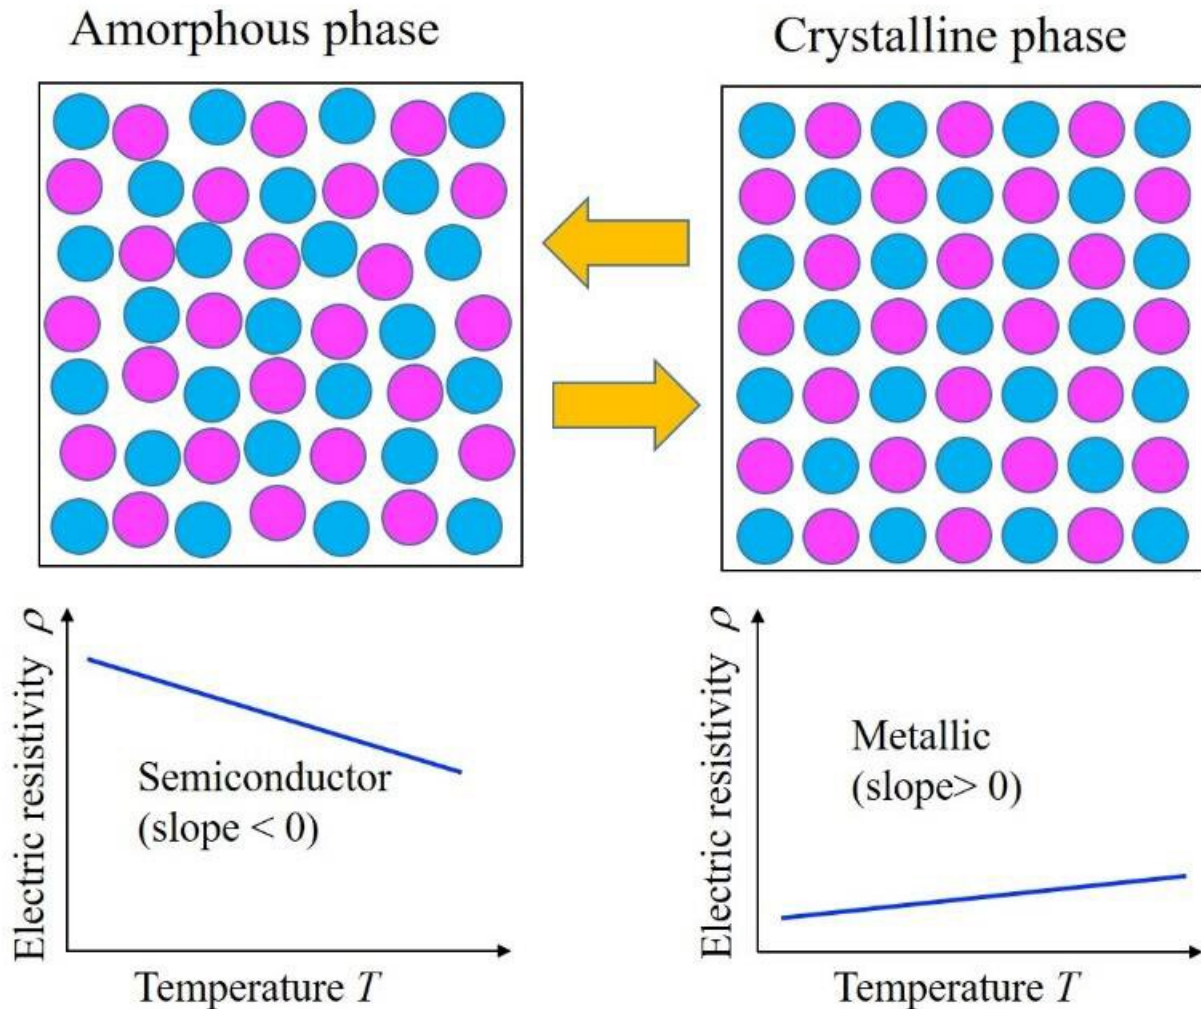 Amorphous phase
Crystalline phase
Electric resistivity ρ
Semiconductor
(slope < 0)
Temperature T
Electric resistivity ρ
Metallic
(slope> 0)
Temperature T